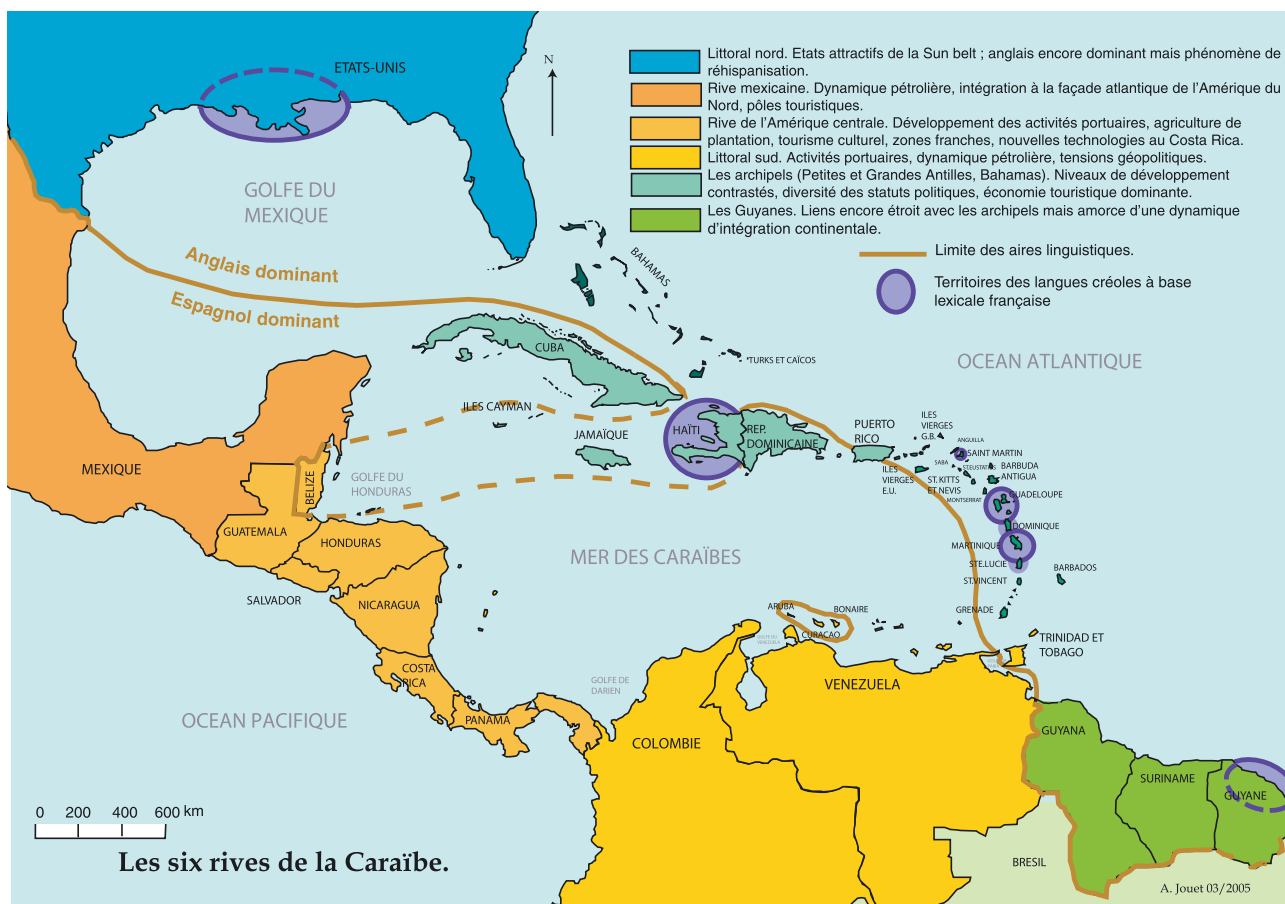 ETATS-UNIS
N
Littoral nord. Etats attractifs de la Sun belt ; anglais encore dominant mais phénomène de
réhispanisation.
Rive mexicaine. Dynamique pétrolière, intégration à la façade atlantique de l'Amérique du
Nord, pôles touristiques.
Rive de l'Amérique centrale. Développement des activités portuaires, agriculture de
plantation, tourisme culturel, zones franches, nouvelles technologies au Costa Rica.
Littoral sud. Activités portuaires, dynamique pétrolière, tensions géopolitiques.
Les archipels (Petites et Grandes Antilles, Bahamas). Niveaux de développement
contrastés, diversité des statuts politiques, économie touristique dominante.
Les Guyanes. Liens encore étroit avec les archipels mais amorce d'une dynamique
d'intégration continentale.
Limite des aires linguistiques.
Territoires des langues créoles à base
lexicale française
GOLFE DU
MEXIQUE
Anglais dominant
Espagnol dominant
BAHAMAS
CUBA
TURKS ET CAÏCOS
OCEAN ATLANTIQUE
ILES CAYMAN
JAMAÏQUE
HAÏTI
REP.
DOMINICAINE
PUERTO
RICO
ILES
VIERGES
G.B.
ANGUILLA
SAINT MARTIN
SABA
ST.EUSTATIUS
BARBUDA
ANTIGUA
ILES
VIERGES
E.U.
ST.KITTS
ET NEVIS
MONTSERRAT
GUADELOUPE
DOMINIQUE
MARTINIQUE
STE.LUCIE
ST.VINCENT
BARBADOS
GRENADE
MEXIQUE
BELIZE
GOLFE DU
HONDURAS
GUATEMALA
HONDURAS
MER DES CARAÏBES
SALVADOR
NICARAGUA
ARUBA
BONAIRE
CURACAO
GOLFE DU
VENEZUELA
TRINIDAD ET
TOBAGO
COSTA
RICA
GOLFE DE
DARIEN
VENEZUELA
OCEAN PACIFIQUE
PANAMA
COLOMBIE
GUYANA
SURINAME
GUYANE
BRESIL
0 200 400 600 km
Les six rives de la Caraïbe.
A. Jouet 03/2005